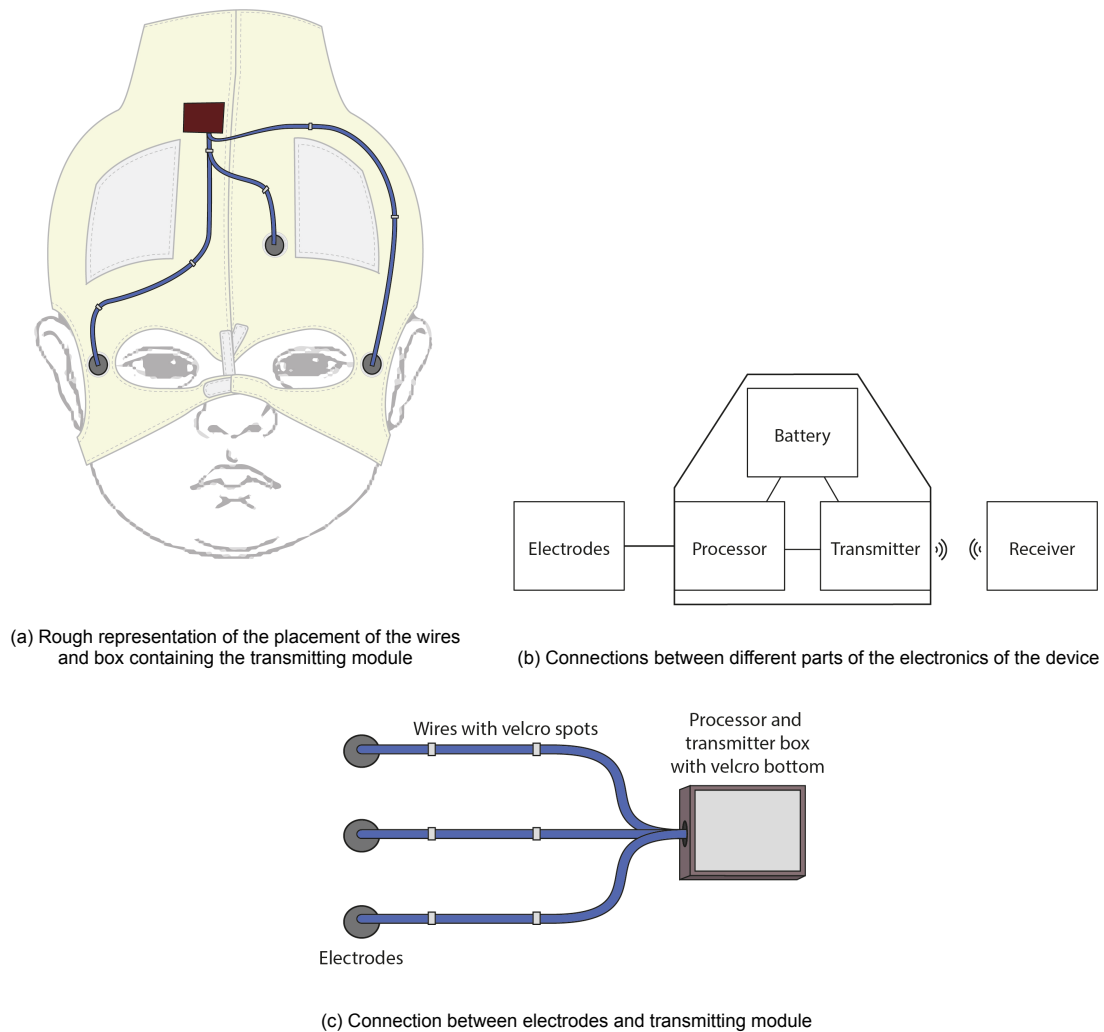 Battery
Electrodes
Processor
Transmitter
Receiver
(a) Rough representation of the placement of the wires
and box containing the transmitting module
(b) Connections between different parts of the electronics of the device
Wires with velcro spots
Processor and
transmitter box
with velcro bottom
Electrodes
(c) Connection between electrodes and transmitting module